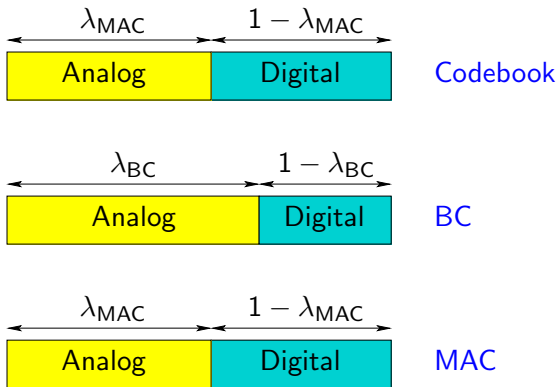 λMAC 1 − λMAC
Analog Digital Codebook
λBC 1 − λBC
Analog Digital BC
λMAC 1 − λMAC
Analog Digital MAC